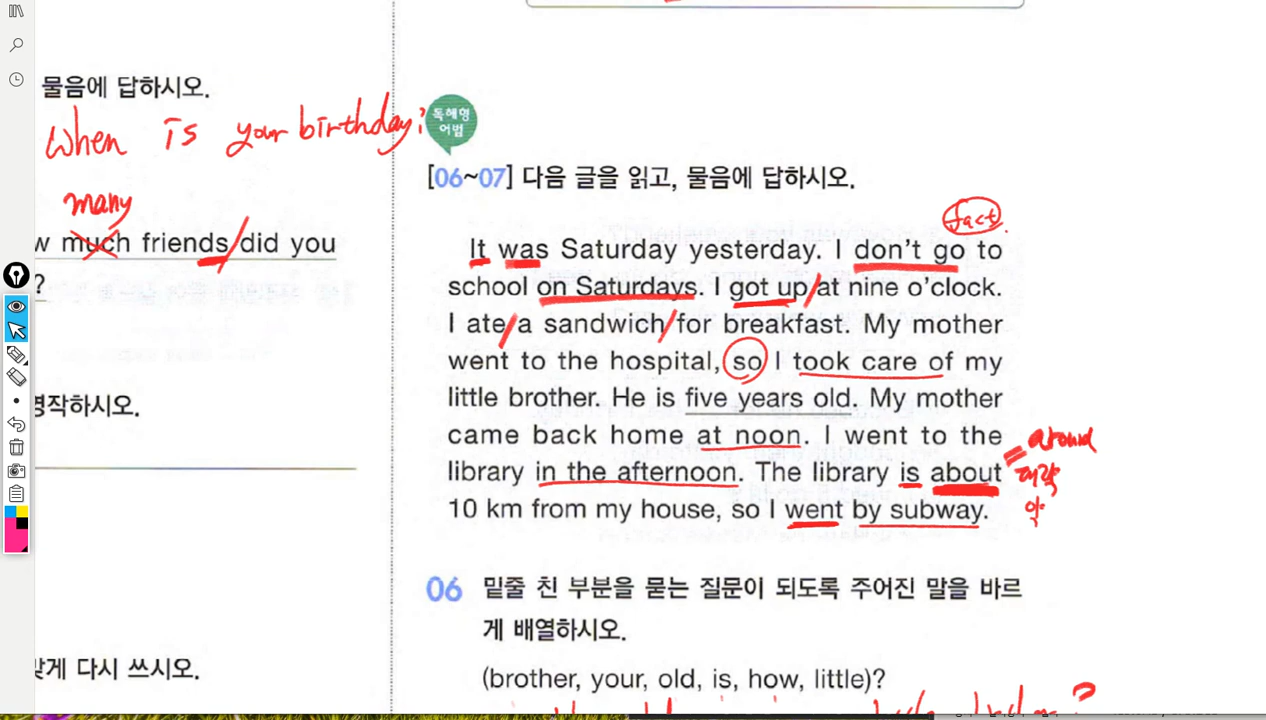 물음에 답하시오.
When is your birthday?
many
w much friends/did you
?
영작하시오.
맞게 다시 쓰시오.
독해형
어법
[06~07] 다음 글을 읽고, 물음에 답하시오.
fact.
It was Saturday yesterday. I don't go to
school on Saturdays. I got up/at nine o'clock.
I ate/a sandwich/for breakfast. My mother
went to the hospital, so I took care of my
little brother. He is five years old. My mother
came back home at noon. I went to the
= around
library in the afternoon. The library is about
대략
10 km from my house, so I went by subway.
약
06 밑줄 친 부분을 묻는 질문이 되도록 주어진 말을 바르
게 배열하시오.
(brother, your, old, is, how, little)?